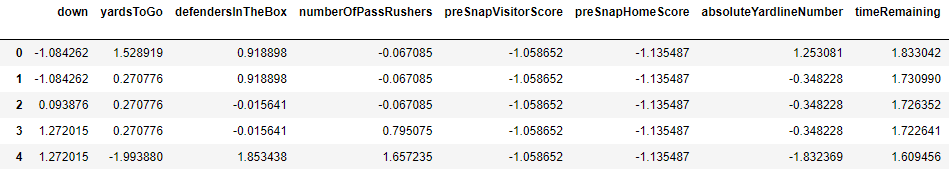 down yardsToGo defendersInTheBox numberOfPassRushers preSnapVisitorScore preSnapHomeScore absoluteYardlineNumber timeRemaining
0 -1.084262 1.528919 0.918898 -0.067085 -1.058652 -1.135487 1.253081 1.833042
1 -1.084262 0.270776 0.918898 -0.067085 -1.058652 -1.135487 -0.348228 1.730990
2 0.093876 0.270776 -0.015641 -0.067085 -1.058652 -1.135487 -0.348228 1.726352
3 1.272015 0.270776 -0.015641 0.795075 -1.058652 -1.135487 -0.348228 1.722641
4 1.272015 -1.993880 1.853438 1.657235 -1.058652 -1.135487 -1.832369 1.609456